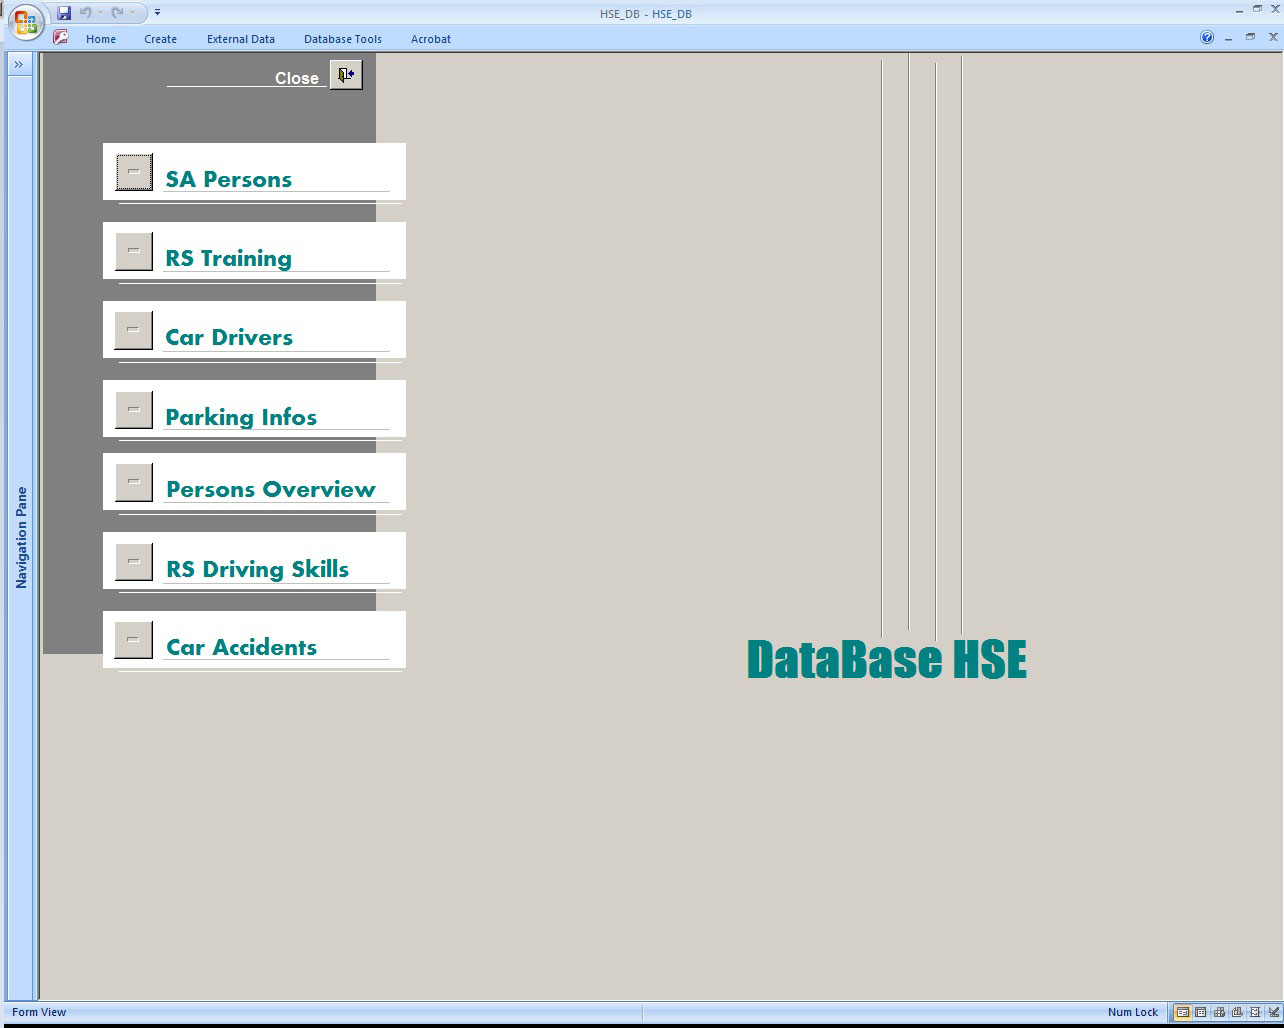 HSE_DB - HSE_DB
Home Create External Data Database Tools Acrobat
Close
SA Persons
RS Training
Car Drivers
Parking Infos
Persons Overview
RS Driving Skills
Car Accidents
Navigation Pane
DataBase HSE
Form View
Num Lock